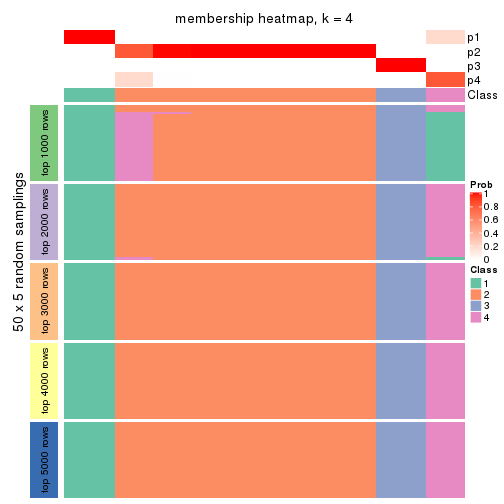 membership heatmap, k = 4
p1
p2
p3
p4
Class
50 x 5 random samplings
top 1000 rows
top 2000 rows
top 3000 rows
top 4000 rows
top 5000 rows
Prob
1
0.8
0.6
0.4
0.2
0
Class
1
2
3
4